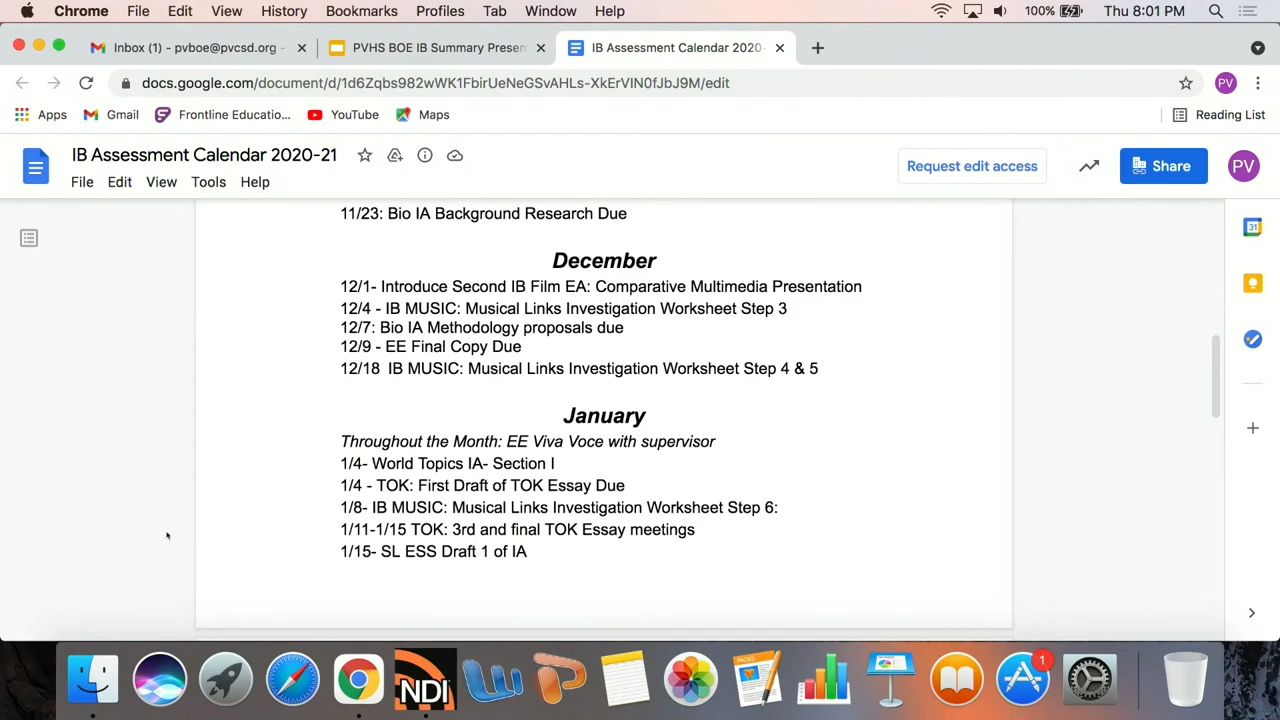 Chrome File Edit View History Bookmarks Profiles Tab Window Help 100% Thu 8:01 PM
Inbox (1) - pvboe@pvcsd.org - PVHS BOE IB Summary Presen IB Assessment Calendar 2020-
docs.google.com/document/d/1d6Zqbs982wWK1FbirUeNeGSvAHLs-XkErVIN0fJbJ9M/edit PV
Apps Gmail Frontline Educatio... YouTube Maps Reading List
IB Assessment Calendar 2020-21
File Edit View Tools Help
Request edit access Share PV
31
11/23: Bio IA Background Research Due
December
12/1- Introduce Second IB Film EA: Comparative Multimedia Presentation
12/4 - IB MUSIC: Musical Links Investigation Worksheet Step 3
12/7: Bio IA Methodology proposals due
12/9 - EE Final Copy Due
12/18 IB MUSIC: Musical Links Investigation Worksheet Step 4 & 5
January
Throughout the Month: EE Viva Voce with supervisor
1/4- World Topics IA- Section I
1/4 - TOK: First Draft of TOK Essay Due
1/8- IB MUSIC: Musical Links Investigation Worksheet Step 6:
1/11-1/15 TOK: 3rd and final TOK Essay meetings
1/15- SL ESS Draft 1 of IA
NDI
1